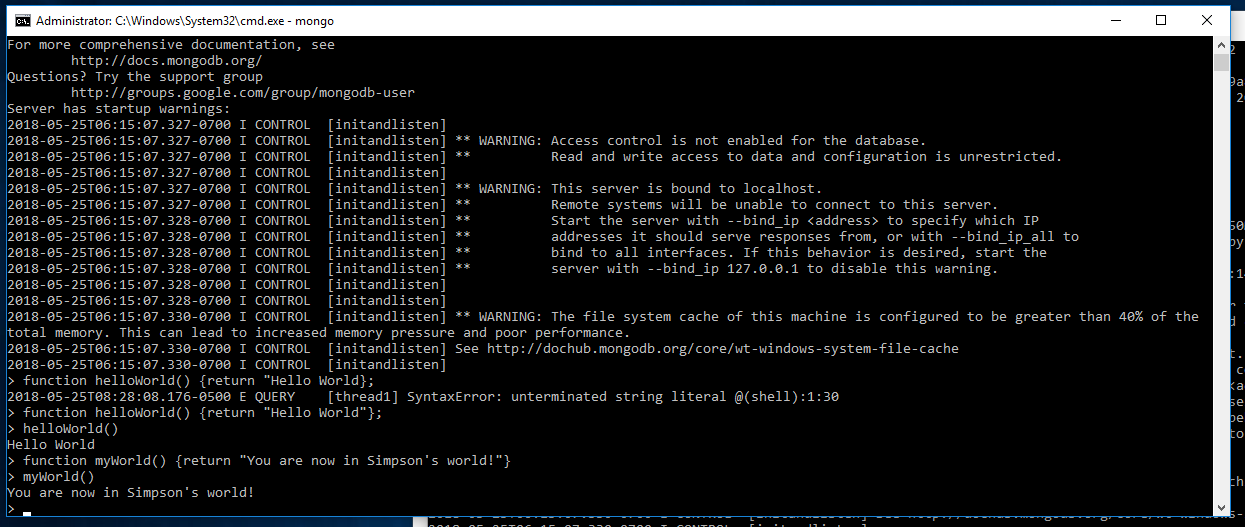 Administrator: C:\Windows\System32\cmd.exe - mongo
For more comprehensive documentation, see
        http://docs.mongodb.org/
Questions? Try the support group
        http://groups.google.com/group/mongodb-user
Server has startup warnings:
2018-05-25T06:15:07.327-0700 I CONTROL  [initandlisten]
2018-05-25T06:15:07.327-0700 I CONTROL  [initandlisten] ** WARNING: Access control is not enabled for the database.
2018-05-25T06:15:07.327-0700 I CONTROL  [initandlisten] **          Read and write access to data and configuration is unrestricted.
2018-05-25T06:15:07.327-0700 I CONTROL  [initandlisten]
2018-05-25T06:15:07.327-0700 I CONTROL  [initandlisten] ** WARNING: This server is bound to localhost.
2018-05-25T06:15:07.327-0700 I CONTROL  [initandlisten] **          Remote systems will be unable to connect to this server.
2018-05-25T06:15:07.328-0700 I CONTROL  [initandlisten] **          Start the server with --bind_ip <address> to specify which IP
2018-05-25T06:15:07.328-0700 I CONTROL  [initandlisten] **          addresses it should serve responses from, or with --bind_ip_all to
2018-05-25T06:15:07.328-0700 I CONTROL  [initandlisten] **          bind to all interfaces. If this behavior is desired, start the
2018-05-25T06:15:07.328-0700 I CONTROL  [initandlisten] **          server with --bind_ip 127.0.0.1 to disable this warning.
2018-05-25T06:15:07.328-0700 I CONTROL  [initandlisten]
2018-05-25T06:15:07.328-0700 I CONTROL  [initandlisten]
2018-05-25T06:15:07.330-0700 I CONTROL  [initandlisten] ** WARNING: The file system cache of this machine is configured to be greater than 40% of the
total memory. This can lead to increased memory pressure and poor performance.
2018-05-25T06:15:07.330-0700 I CONTROL  [initandlisten] See http://dochub.mongodb.org/core/wt-windows-system-file-cache
2018-05-25T06:15:07.330-0700 I CONTROL  [initandlisten]
> function helloWorld() {return "Hello World};
2018-05-25T08:28:08.176-0500 E QUERY    [thread1] SyntaxError: unterminated string literal @(shell):1:30
> function helloWorld() {return "Hello World"};
> helloWorld()
Hello World
> function myWorld() {return "You are now in Simpson's world!"}
> myWorld()
You are now in Simpson's world!
>